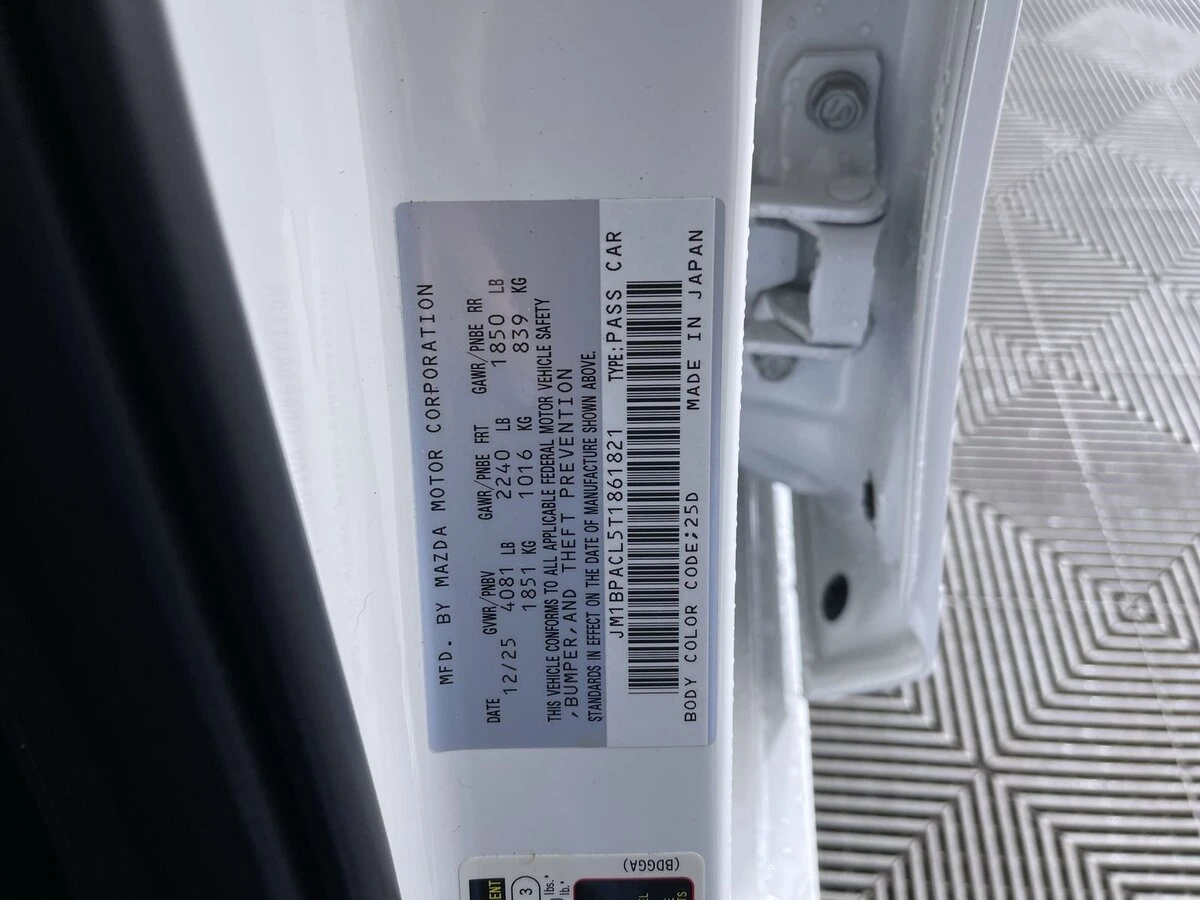 MFD. BY MAZDA MOTOR CORPORATION
DATE GVWR/PNBV GAWR/PNBE FRT GAWR/PNBE RR
12/25 4081 LB 2240 LB 1850 LB
1851 KG 1016 KG 839 KG
THIS VEHICLE CONFORMS TO ALL APPLICABLE FEDERAL MOTOR VEHICLE SAFETY
,BUMPER,AND THEFT PREVENTION
STANDARDS IN EFFECT ON THE DATE OF MANUFACTURE SHOWN ABOVE.
JM1BPACL5T1861821 TYPE:PASS CAR
BODY COLOR CODE;25D MADE IN JAPAN
(BDGGA)
3
lbs.*
lb.*